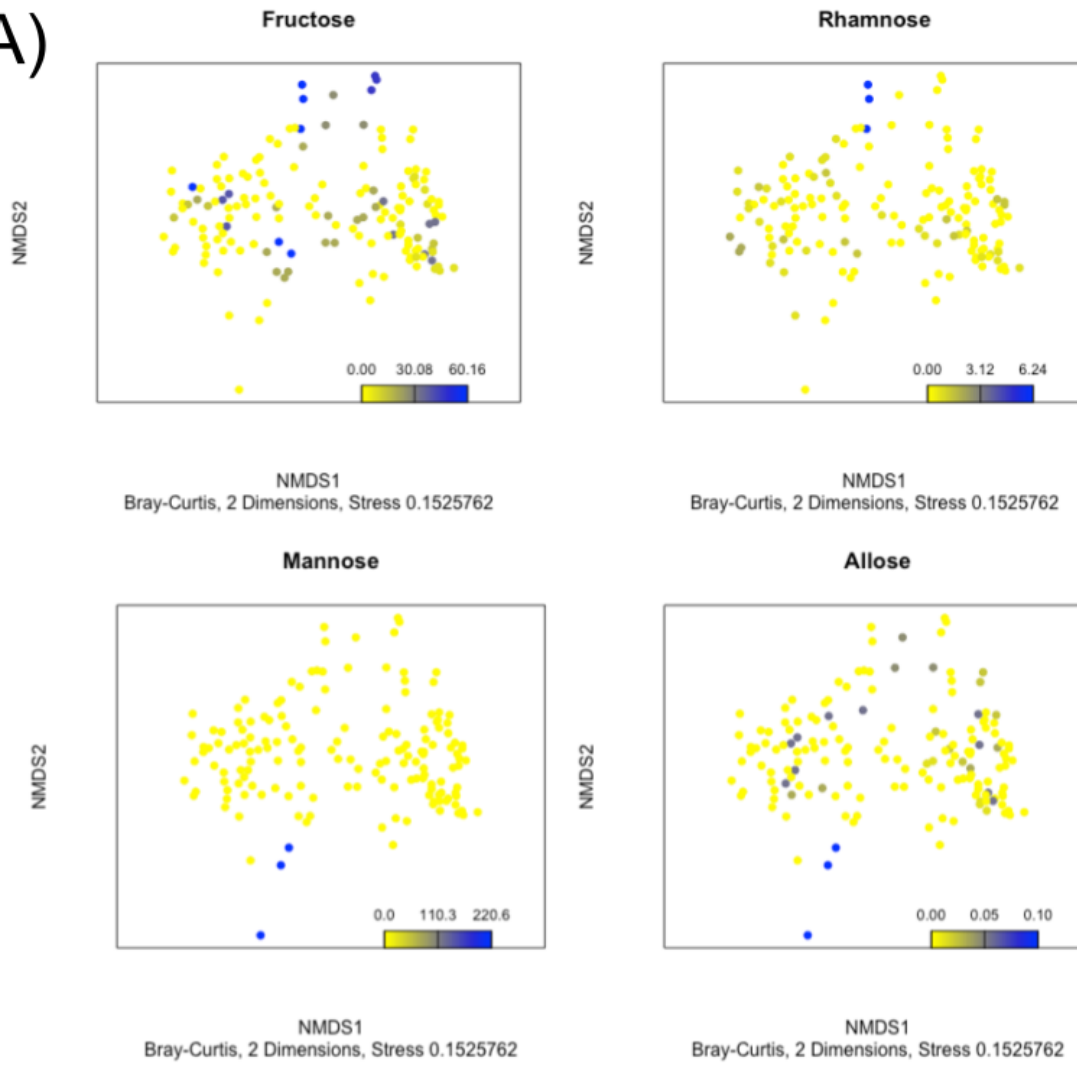 A)
Fructose
Rhamnose
NMDS2
NMDS2
0.00 30.08 60.16
0.00 3.12 6.24
NMDS1
Bray-Curtis, 2 Dimensions, Stress 0.1525762
NMDS1
Bray-Curtis, 2 Dimensions, Stress 0.1525762
Mannose
Allose
NMDS2
NMDS2
0.0 110.3 220.6
0.00 0.05 0.10
NMDS1
Bray-Curtis, 2 Dimensions, Stress 0.1525762
NMDS1
Bray-Curtis, 2 Dimensions, Stress 0.1525762